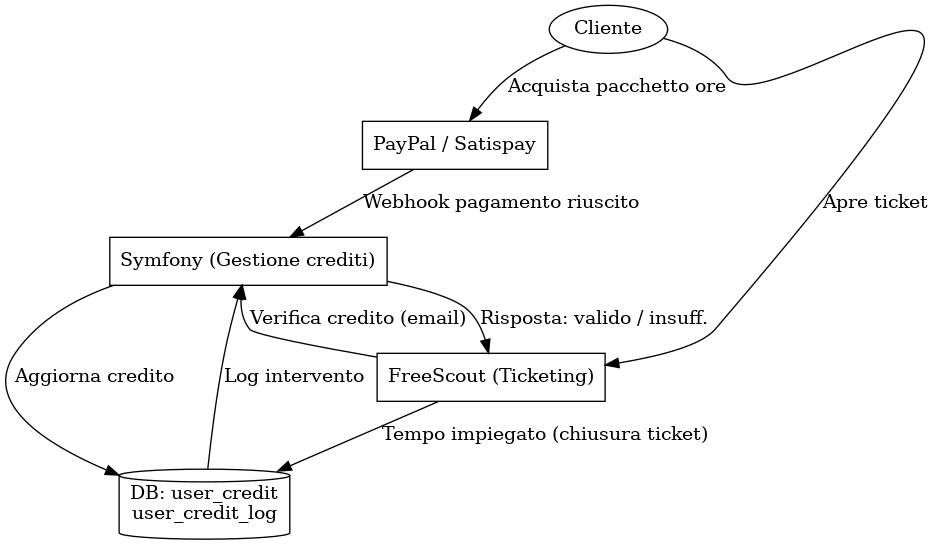 Cliente
Acquista pacchetto ore
PayPal / Satispay
Webhook pagamento riuscito
Apre ticket
Symfony (Gestione crediti)
Verifica credito (email)
Risposta: valido / insuff.
Aggiorna credito
Log intervento
FreeScout (Ticketing)
Tempo impiegato (chiusura ticket)
DB: user_credit
user_credit_log